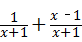 1/(x+1) + (x -1)/(x+1)